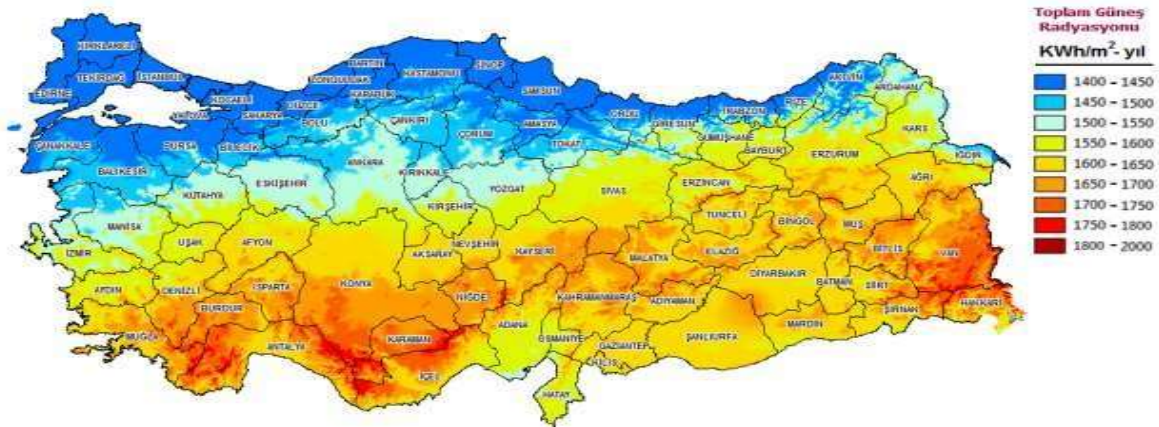 Toplam Güneş
Radyasyonu
KWh/m²- yıl
1400 – 1450
1450 – 1500
1500 – 1550
1550 – 1600
1600 – 1650
1650 – 1700
1700 – 1750
1750 – 1800
1800 – 2000
KIRKLARELİ
EDİRNE
TEKİRDAĞ
İSTANBUL
KOCAELİ
YALOVA
SAKARYA
DÜZCE
ZONGULDAK
BARTIN
KARABÜK
KASTAMONU
SİNOP
SAMSUN
ORDU
GİRESUN
TRABZON
RİZE
ARTVİN
ARDAHAN
ÇANAKKALE
BALIKESİR
BURSA
BİLECİK
BOLU
ÇANKIRI
ÇORUM
AMASYA
TOKAT
GÜMÜŞHANE
BAYBURT
ERZURUM
KARS
IĞDIR
AĞRI
KÜTAHYA
ESKİŞEHİR
ANKARA
KIRIKKALE
YOZGAT
SİVAS
ERZİNCAN
TUNCELİ
BİNGÖL
MUŞ
BİTLİS
VAN
MANİSA
İZMİR
UŞAK
AFYON
KIRŞEHİR
NEVŞEHİR
AKSARAY
KAYSERİ
MALATYA
ELAZIĞ
DİYARBAKIR
BATMAN
SİİRT
ŞIRNAK
HAKKARİ
AYDIN
DENİZLİ
ISPARTA
BURDUR
KONYA
NİĞDE
KAHRAMANMARAŞ
ADIYAMAN
MARDİN
MUĞLA
ANTALYA
KARAMAN
İÇEL
ADANA
OSMANİYE
GAZİANTEP
KİLİS
ŞANLIURFA
HATAY